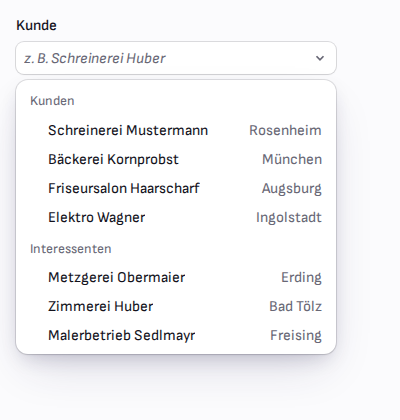 Kunde
z. B. Schreinerei Huber
Kunden
Schreinerei Mustermann Rosenheim
Bäckerei Kornprobst München
Friseursalon Haarscharf Augsburg
Elektro Wagner Ingolstadt
Interessenten
Metzgerei Obermaier Erding
Zimmerei Huber Bad Tölz
Malerbetrieb Sedlmayr Freising